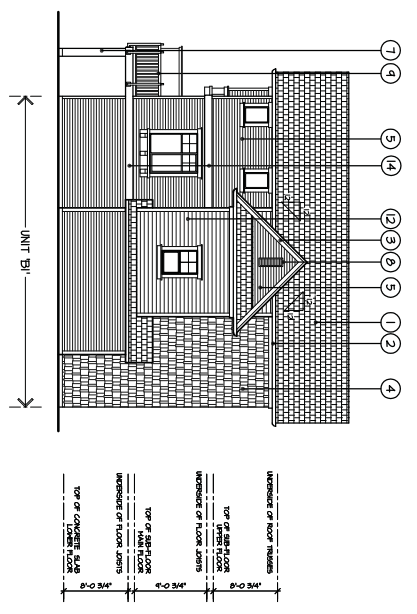 7
9
5
14
12
3
8
5
1
2
4
UNIT 'B1'
UNDERSIDE OF ROOF TRUSSES
8'-0 3/4"
TOP OF SUB-FLOOR
UPPER FLOOR
UNDERSIDE OF FLOOR JOISTS
9'-0 3/4"
TOP OF SUB-FLOOR
MAIN FLOOR
UNDERSIDE OF FLOOR JOISTS
8'-0 3/4"
TOP OF CONCRETE SLAB
LOWER FLOOR